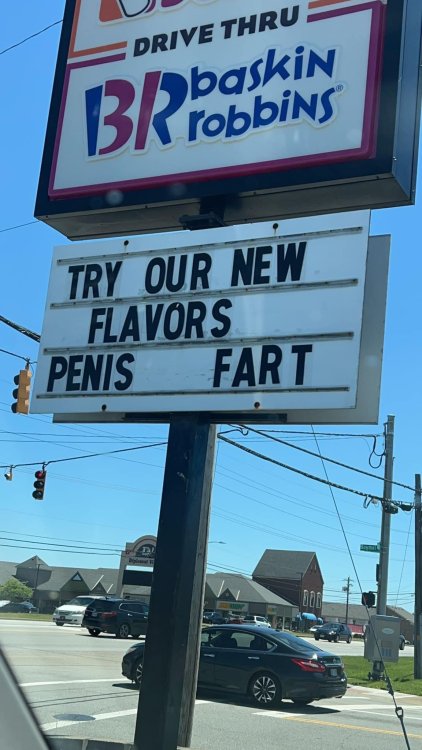 DRIVE THRU
BR baskin
robbins
TRY OUR NEW
FLAVORS
PENIS FART